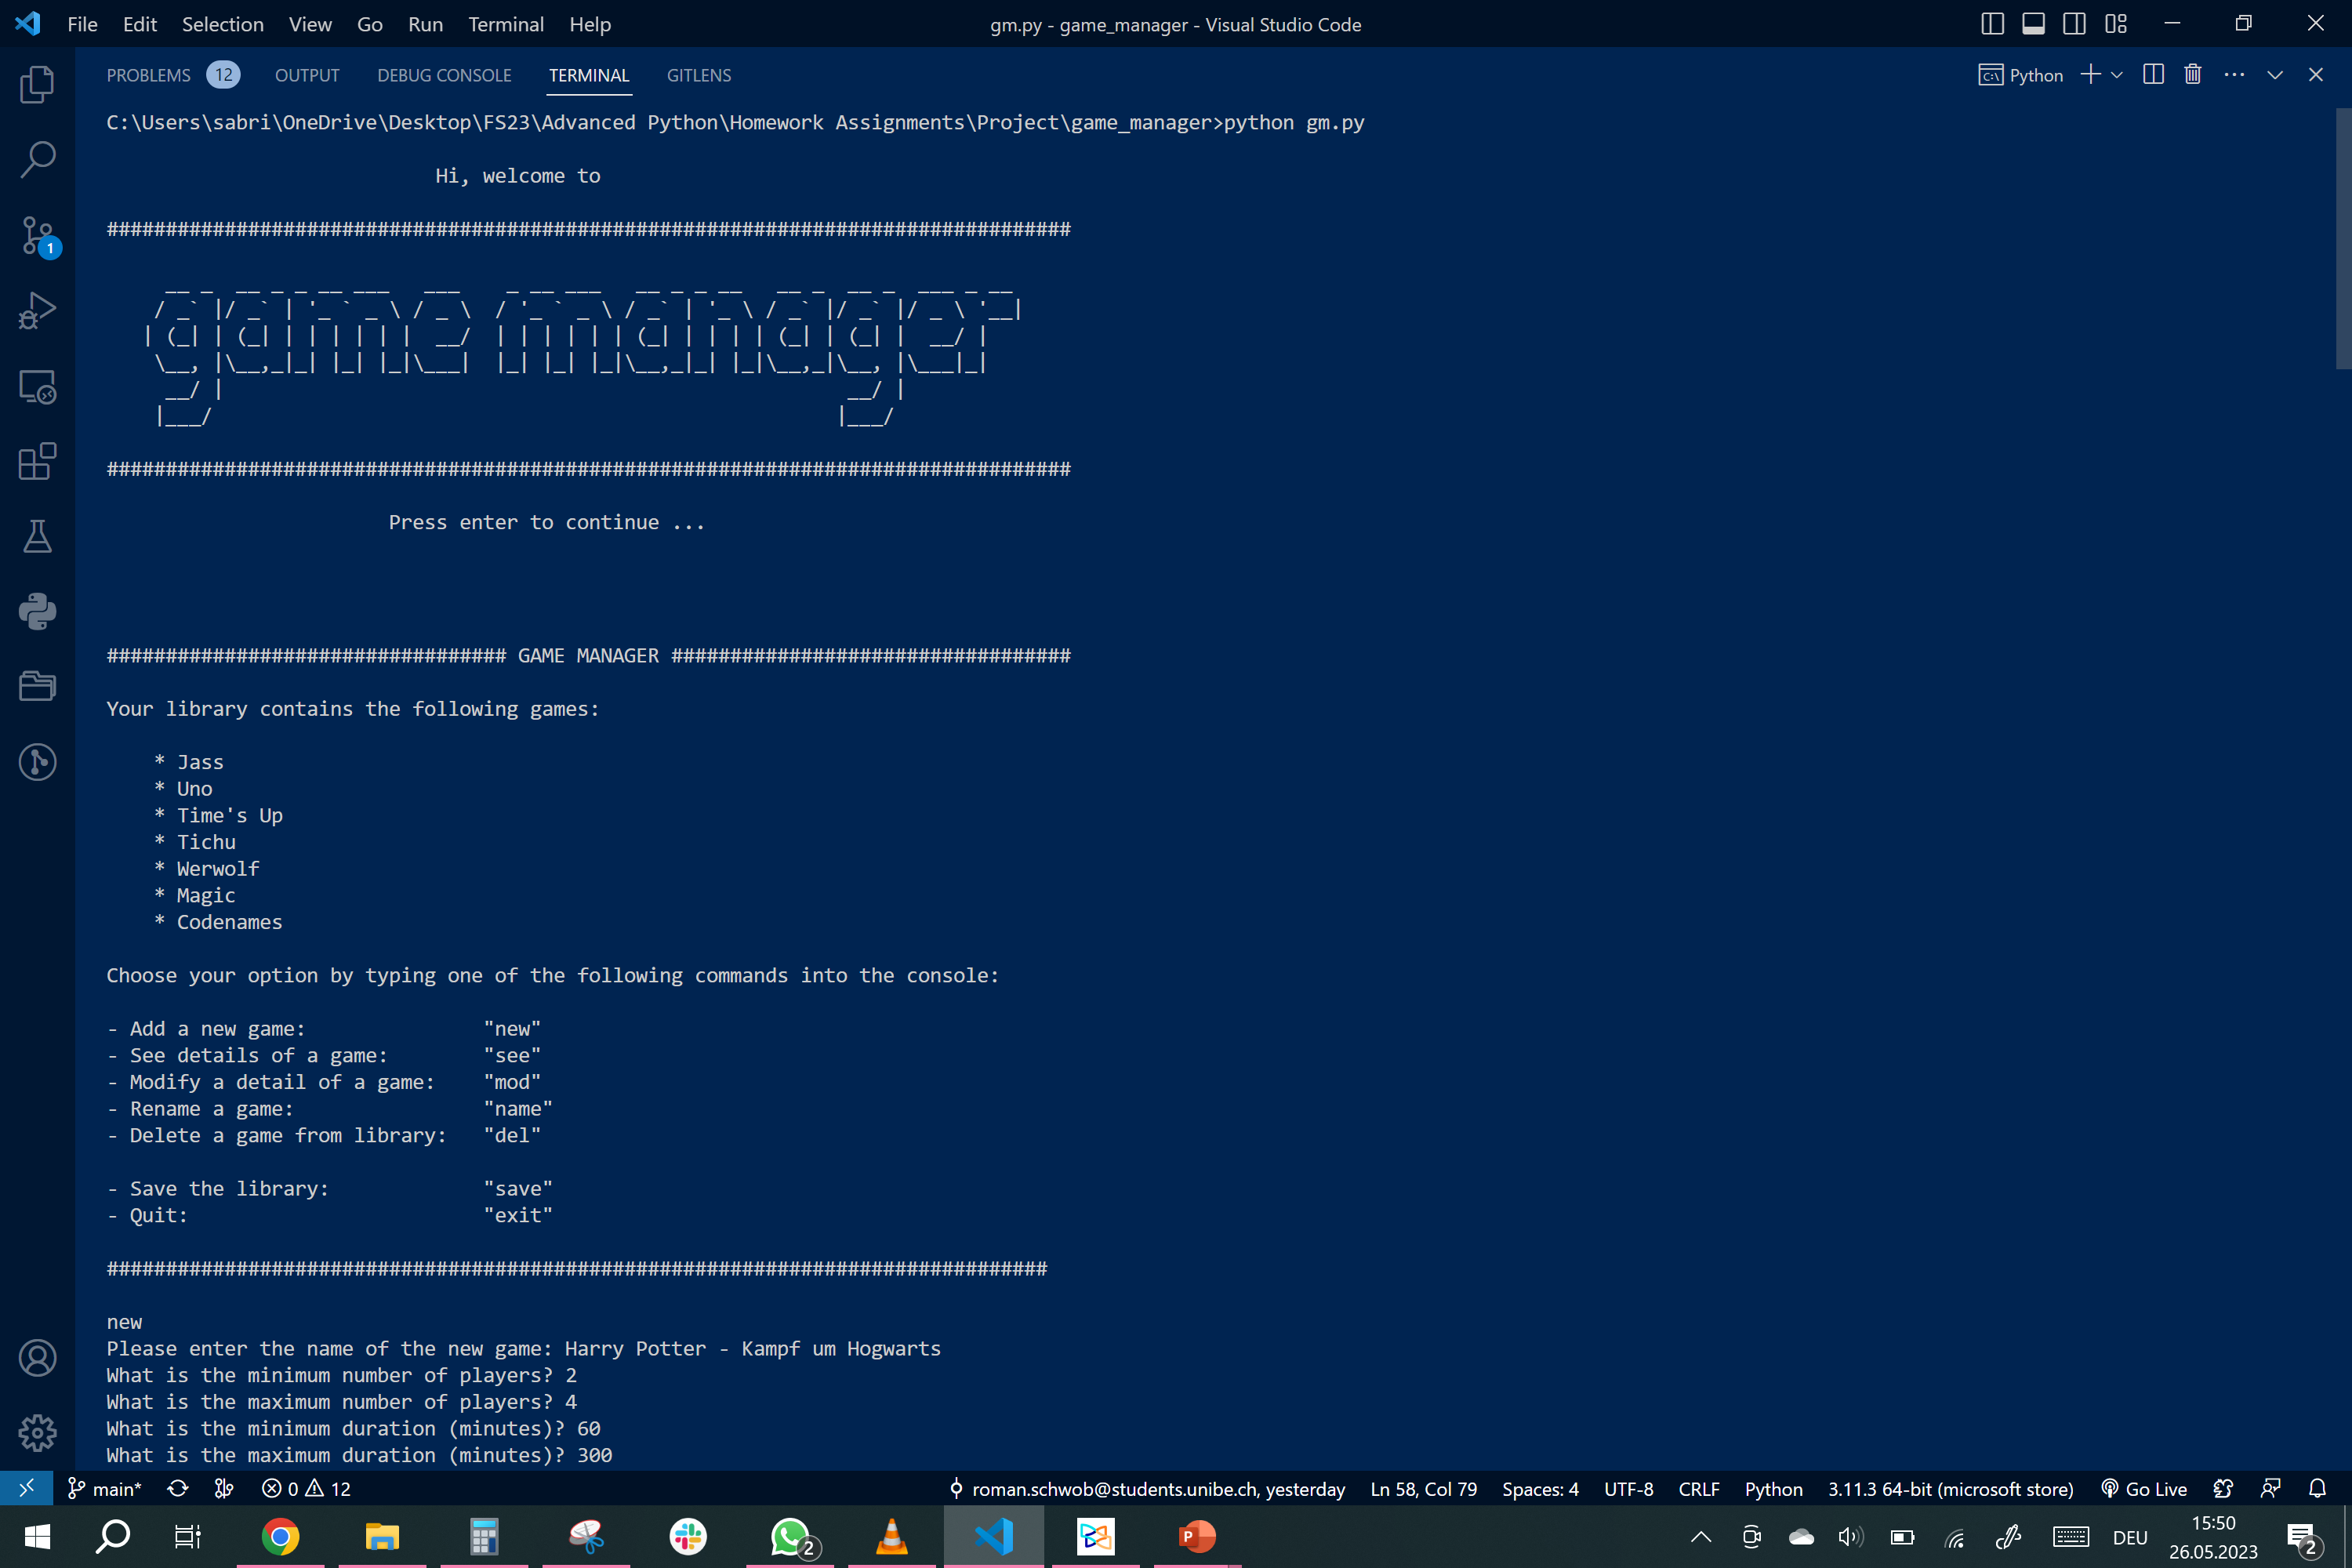 File Edit Selection View Go Run Terminal Help gm.py - game_manager - Visual Studio Code
PROBLEMS 12 OUTPUT DEBUG CONSOLE TERMINAL GITLENS Python
C:\Users\sabri\OneDrive\Desktop\FS23\Advanced Python\Homework Assignments\Project\game_manager>python gm.py
Hi, welcome to
##################################################################################
game manager
##################################################################################
Press enter to continue ...
################################## GAME MANAGER ##################################
Your library contains the following games:
* Jass
* Uno
* Time's Up
* Tichu
* Werwolf
* Magic
* Codenames
Choose your option by typing one of the following commands into the console:
- Add a new game: "new"
- See details of a game: "see"
- Modify a detail of a game: "mod"
- Rename a game: "name"
- Delete a game from library: "del"
- Save the library: "save"
- Quit: "exit"
################################################################################
new
Please enter the name of the new game: Harry Potter - Kampf um Hogwarts
What is the minimum number of players? 2
What is the maximum number of players? 4
What is the minimum duration (minutes)? 60
What is the maximum duration (minutes)? 300
1
main* 0 12 roman.schwob@students.unibe.ch, yesterday Ln 58, Col 79 Spaces: 4 UTF-8 CRLF Python 3.11.3 64-bit (microsoft store) Go Live
2 P DEU 15:50 2
26.05.2023